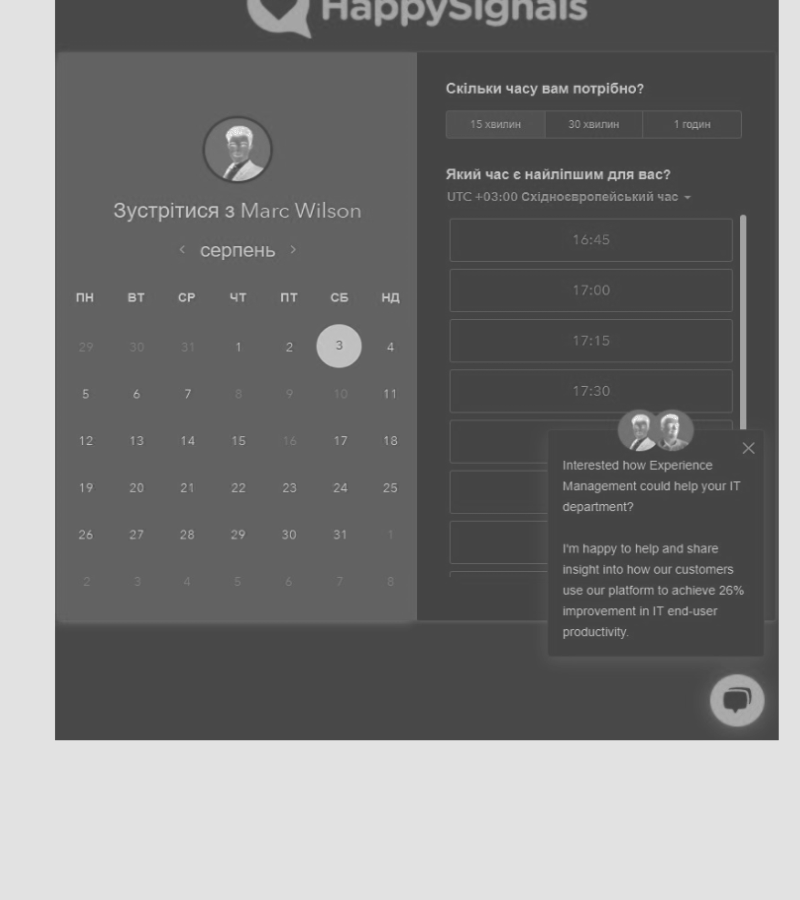 HappySignals
Зустрітися з Marc Wilson
серпень
ПН ВТ СР ЧТ ПТ СБ НД
29 30 31 1 2 3 4
5 6 7 8 9 10 11
12 13 14 15 16 17 18
19 20 21 22 23 24 25
26 27 28 29 30 31 1
2 3 4 5 6 7 8
Скільки часу вам потрібно?
15 хвилин 30 хвилин 1 годин
Який час є найліпшим для вас?
UTC +03:00 Східноєвропейський час
16:45
17:00
17:15
17:30
Interested how Experience
Management could help your IT
department?
I'm happy to help and share
insight into how our customers
use our platform to achieve 26%
improvement in IT end-user
productivity.